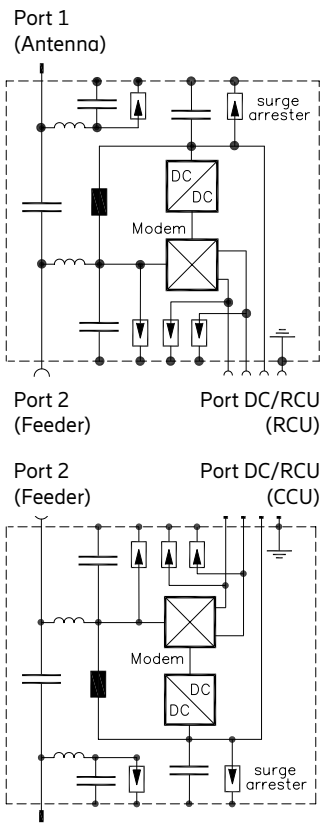 Port 1
(Antenna)
surge
arrester
DC
DC
Modem
Port 2
(Feeder)
Port DC/RCU
(RCU)
Port 2
(Feeder)
Port DC/RCU
(CCU)
Modem
DC
DC
surge
arrester